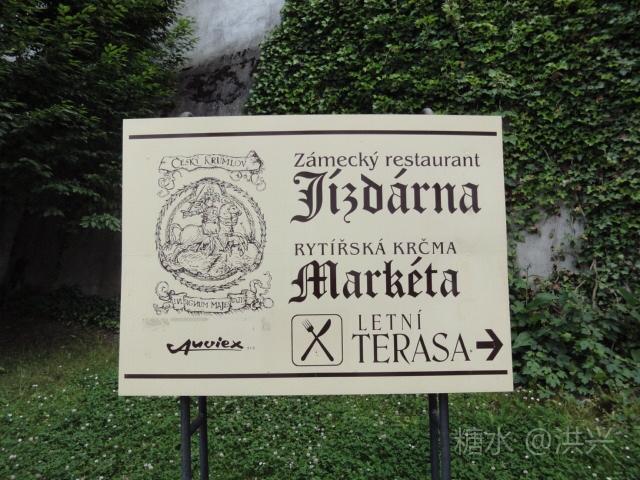 ČESKÝ KRUMLOV
Zámecký restaurant
Jízdárna
RYTÍŘSKÁ KRČMA
Markéta
LETNÍ
TERASA
Auviex s.r.o.
糖水 @洪兴